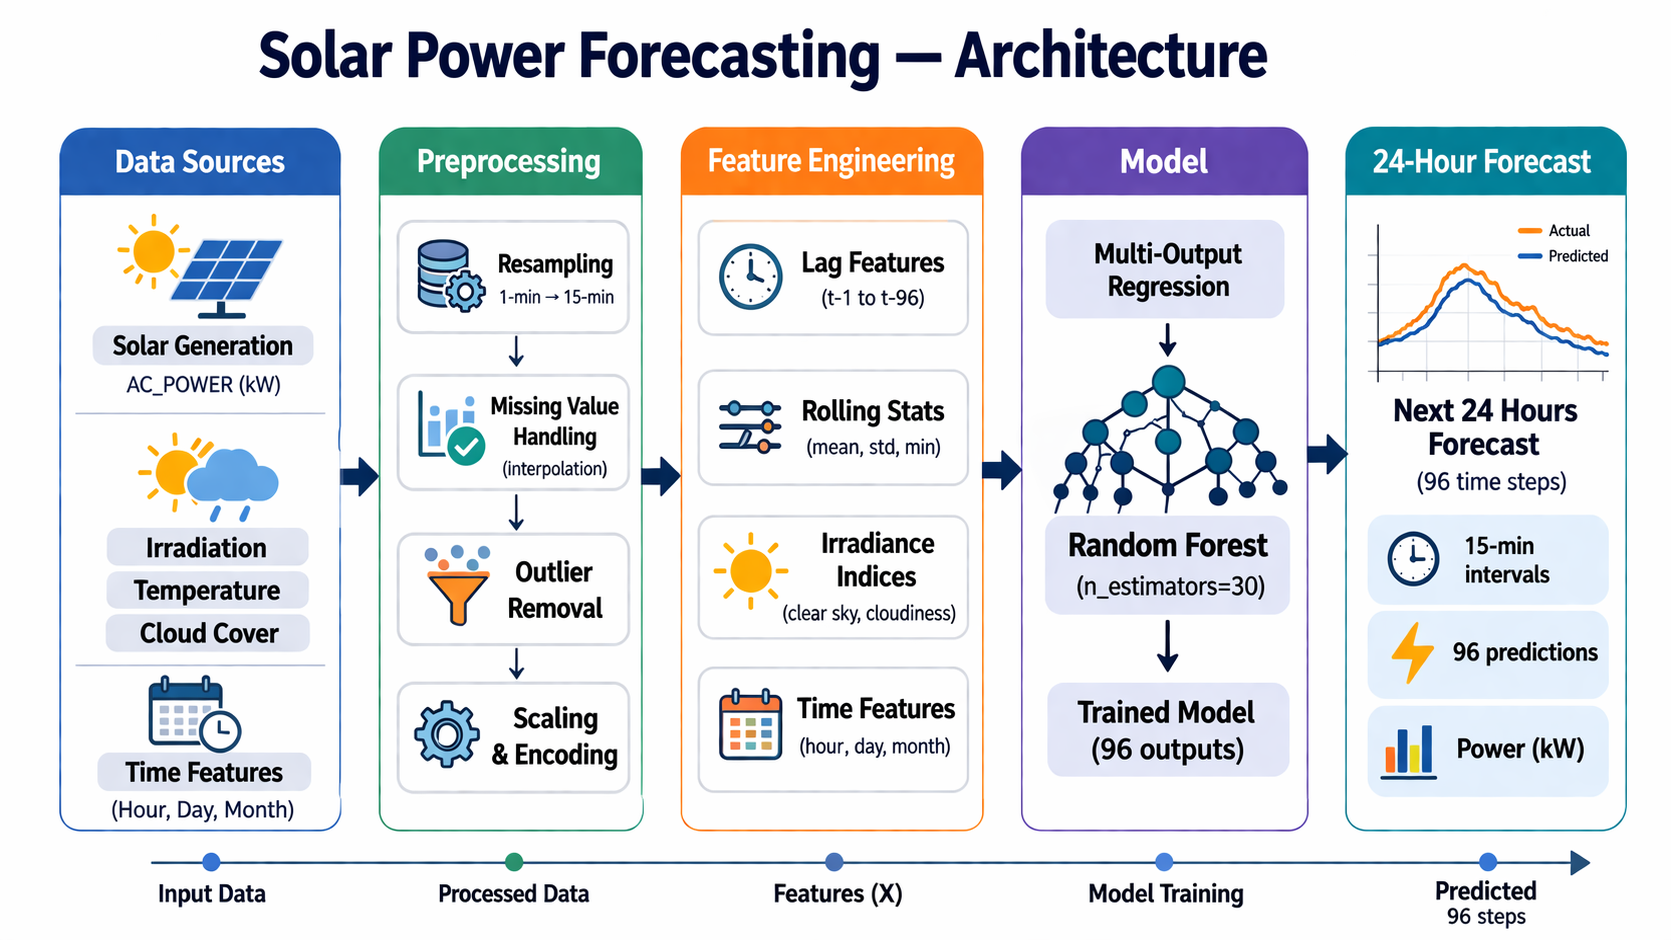 Solar Power Forecasting — Architecture
Data Sources
Solar Generation
AC_POWER (kW)
Irradiation
Temperature
Cloud Cover
Time Features
(Hour, Day, Month)
Preprocessing
Resampling
1-min → 15-min
Missing Value
Handling
(interpolation)
Outlier
Removal
Scaling
& Encoding
Feature Engineering
Lag Features
(t-1 to t-96)
Rolling Stats
(mean, std, min)
Irradiance
Indices
(clear sky, cloudiness)
Time Features
(hour, day, month)
Model
Multi-Output
Regression
Random Forest
(n_estimators=30)
Trained Model
(96 outputs)
24-Hour Forecast
Actual
Predicted
Next 24 Hours
Forecast
(96 time steps)
15-min
intervals
96 predictions
Power (kW)
Input Data
Processed Data
Features (X)
Model Training
Predicted
96 steps